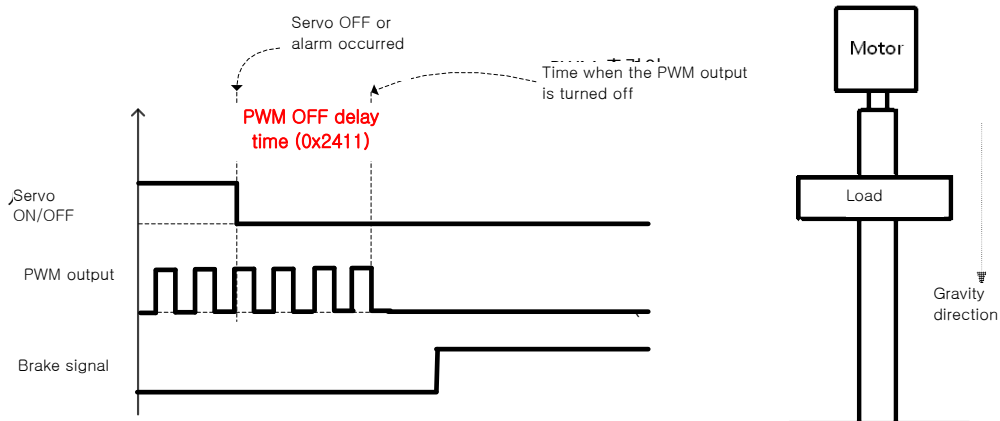 Servo OFF or
alarm occurred
Time when the PWM output
is turned off
PWM OFF delay
time (0x2411)
Servo
ON/OFF
PWM output
Brake signal
Motor
Load
Gravity
direction